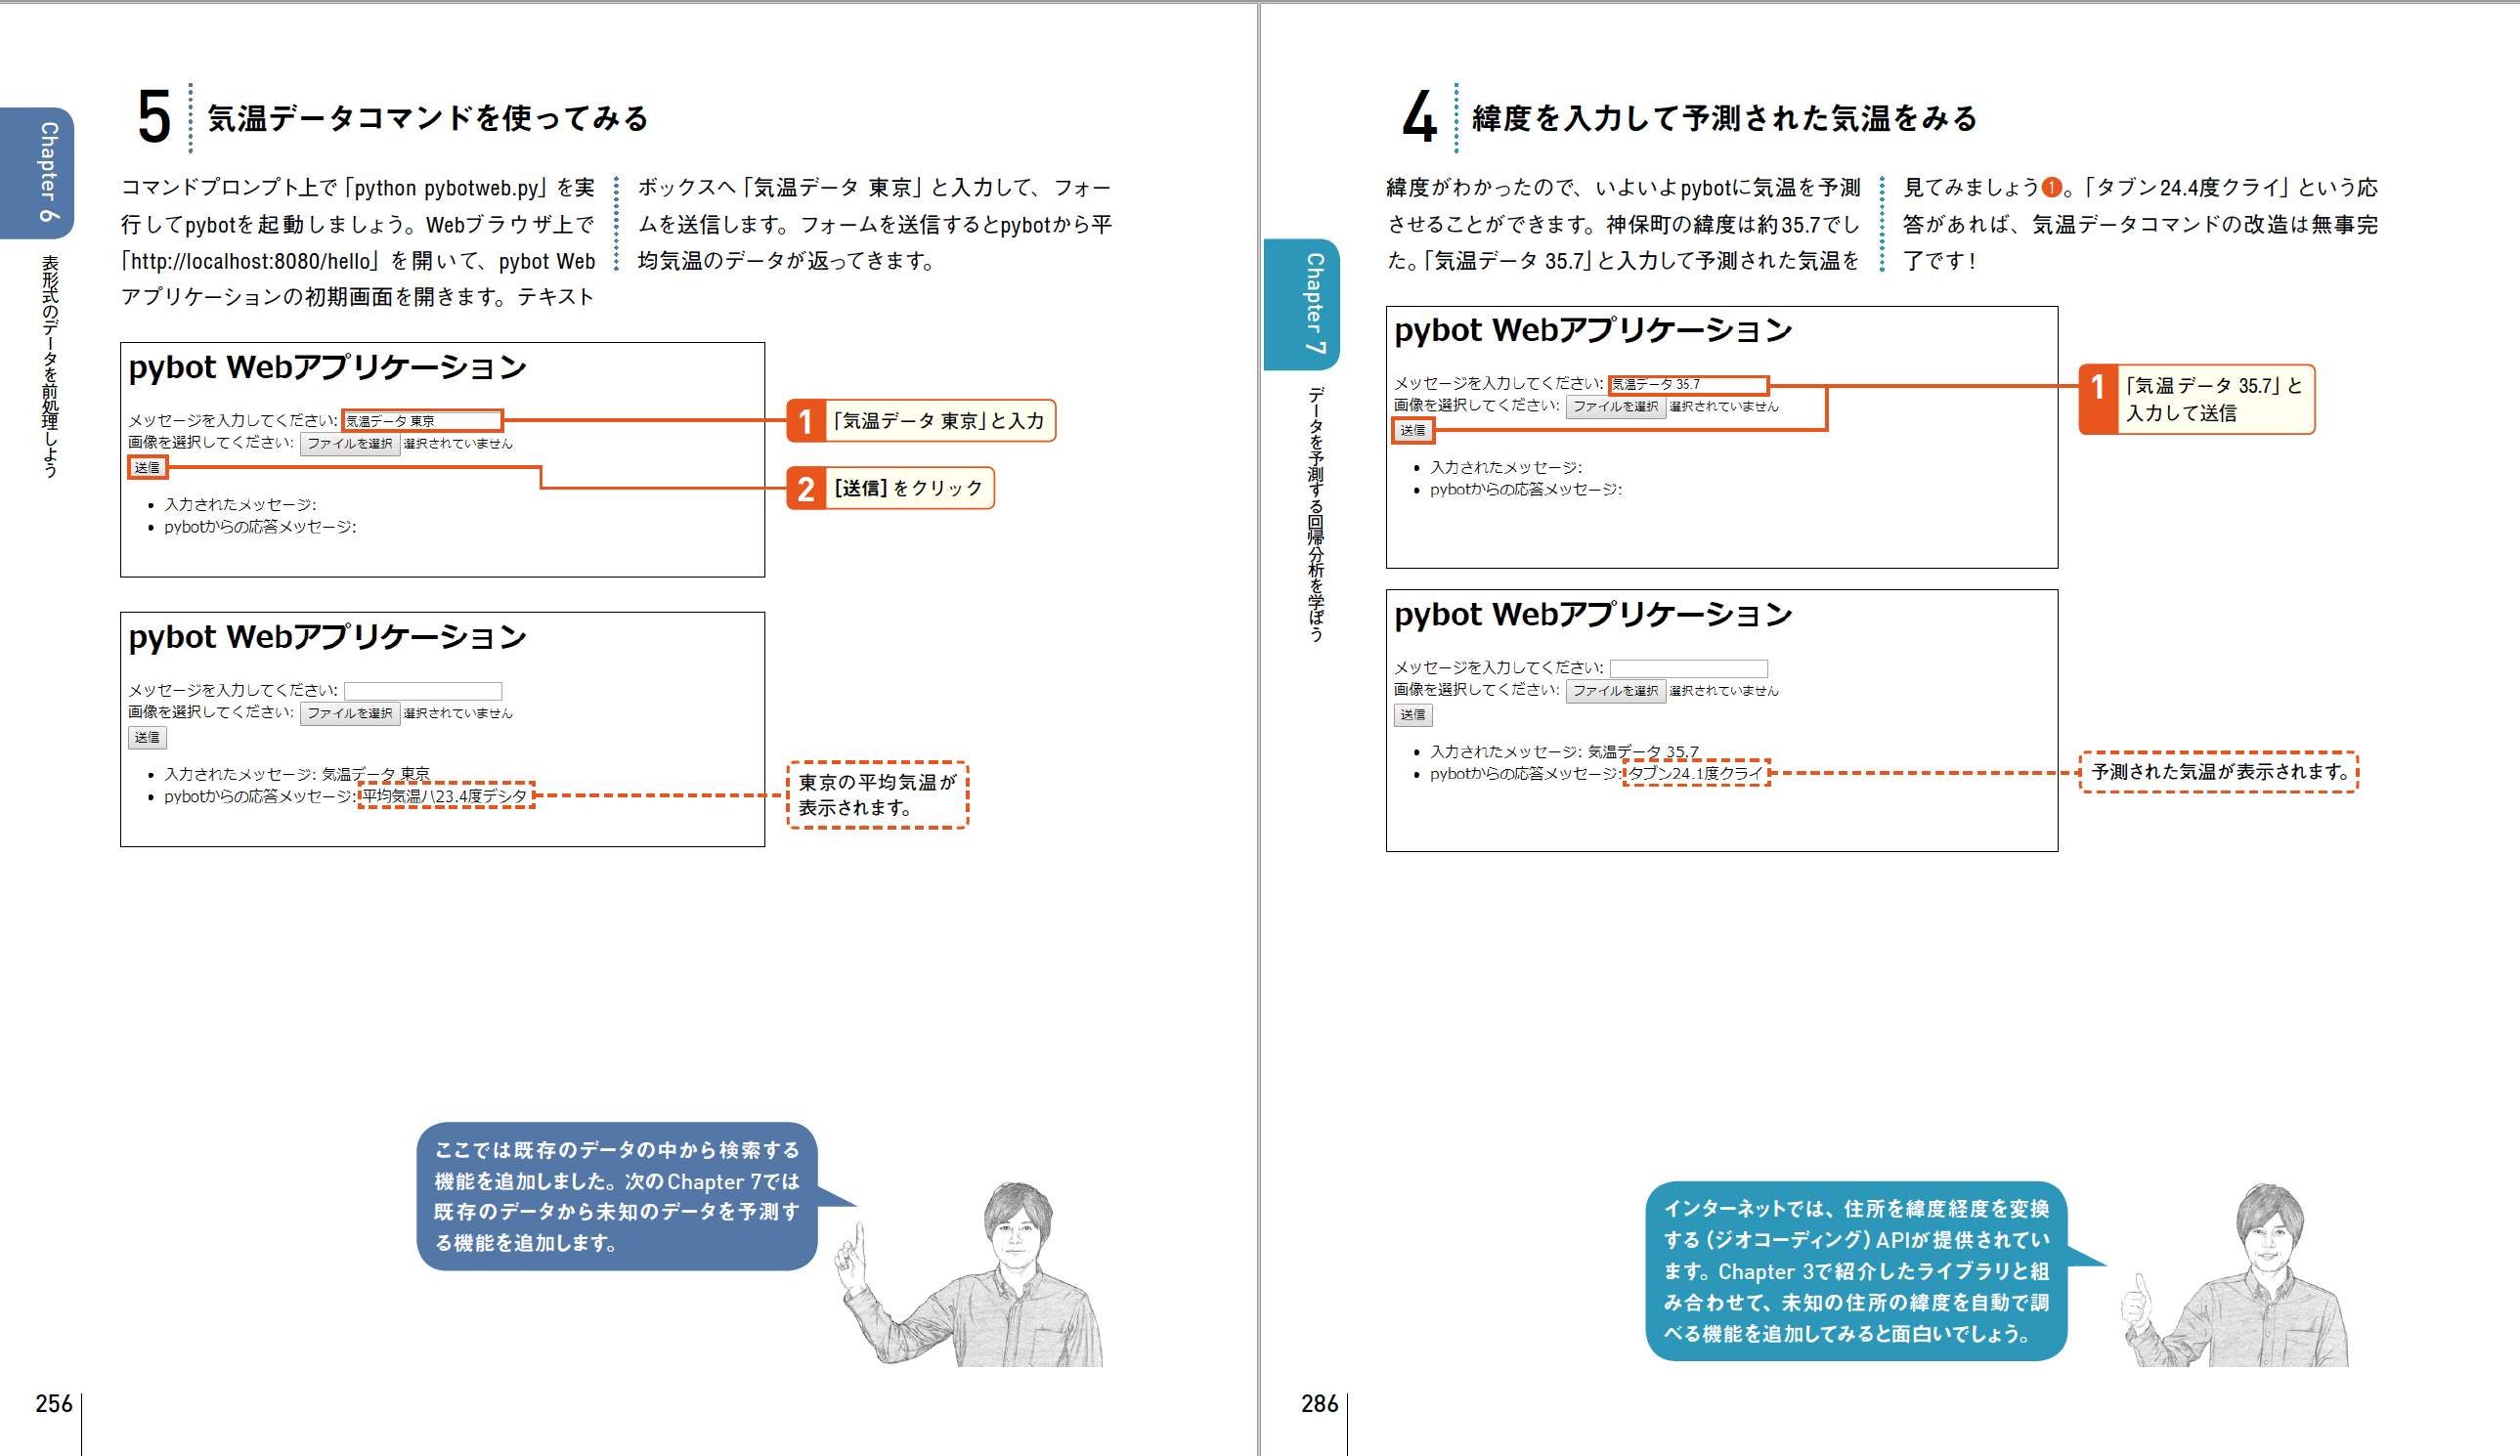 Chapter 6
表形式のデータを前処理しよう
5 気温データコマンドを使ってみる
コマンドプロンプト上で「python pybotweb.py」を実
行してpybotを起動しましょう。Webブラウザ上で
「http://localhost:8080/hello」を開いて、pybot Web
アプリケーションの初期画面を開きます。テキスト
ボックスへ「気温データ 東京」と入力して、フォー
ムを送信します。フォームを送信するとpybotから平
均気温のデータが返ってきます。
pybot Webアプリケーション
メッセージを入力してください: 気温データ 東京
画像を選択してください: ファイルを選択 選択されていません
送信
• 入力されたメッセージ:
• pybotからの応答メッセージ:
1 「気温データ 東京」と入力
2 [送信]をクリック
pybot Webアプリケーション
メッセージを入力してください:
画像を選択してください: ファイルを選択 選択されていません
送信
• 入力されたメッセージ: 気温データ 東京
• pybotからの応答メッセージ: 平均気温ハ23.4度デシタ
東京の平均気温が
表示されます。
ここでは既存のデータの中から検索する
機能を追加しました。次のChapter 7では
既存のデータから未知のデータを予測す
る機能を追加します。
256
Chapter 7
データを予測する回帰分析を学ぼう
4 緯度を入力して予測された気温をみる
緯度がわかったので、いよいよpybotに気温を予測
させることができます。神保町の緯度は約35.7でし
た。「気温データ 35.7」と入力して予測された気温を
見てみましょう❶。「タブン24.4度クライ」という応
答があれば、気温データコマンドの改造は無事完
了です!
pybot Webアプリケーション
メッセージを入力してください: 気温データ 35.7
画像を選択してください: ファイルを選択 選択されていません
送信
• 入力されたメッセージ:
• pybotからの応答メッセージ:
1 「気温データ 35.7」と
入力して送信
pybot Webアプリケーション
メッセージを入力してください:
画像を選択してください: ファイルを選択 選択されていません
送信
• 入力されたメッセージ: 気温データ 35.7
• pybotからの応答メッセージ: タブン24.1度クライ
予測された気温が表示されます。
インターネットでは、住所を緯度経度を変換
する(ジオコーディング)APIが提供されてい
ます。Chapter 3で紹介したライブラリと組
み合わせて、未知の住所の緯度を自動で調
べる機能を追加してみると面白いでしょう。
286